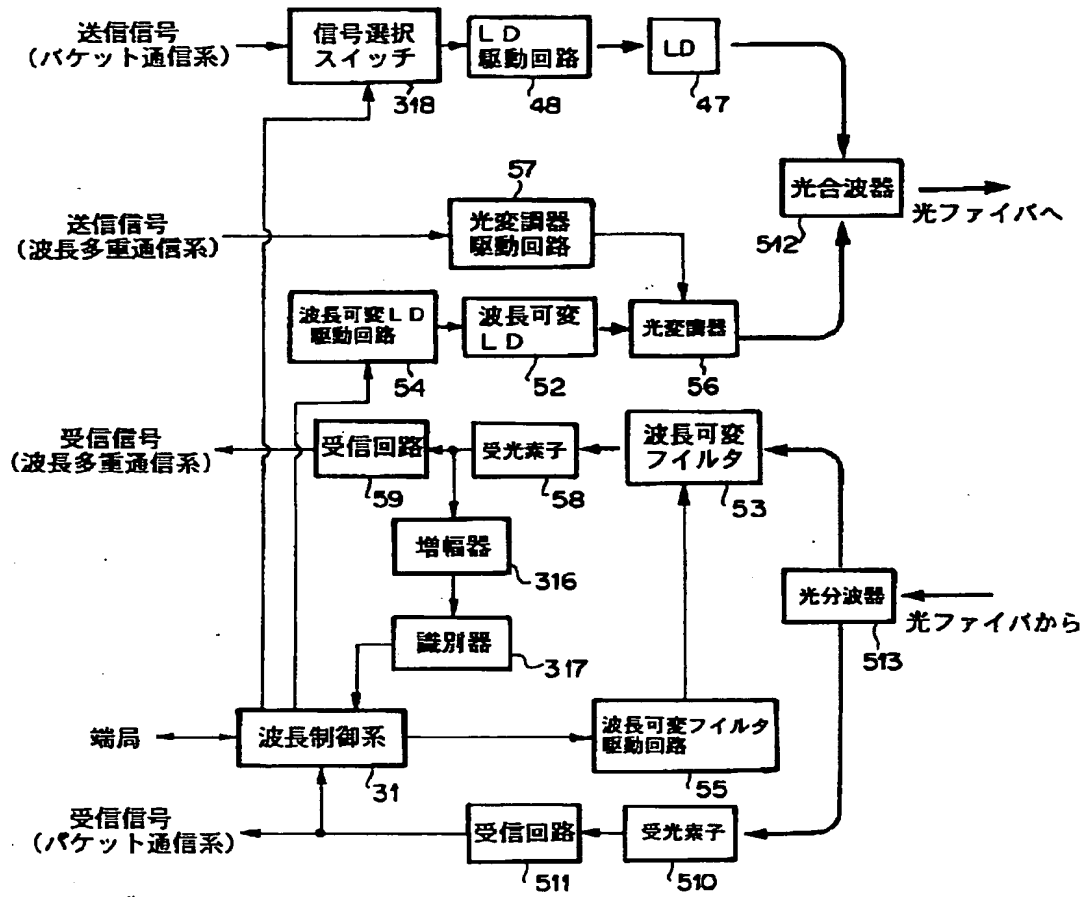 送信信号
(パケット通信系)
信号選択
スイッチ
318
LD
駆動回路
48
LD
47
光合波器
512
光ファイバへ
送信信号
(波長多重通信系)
57
光変調器
駆動回路
波長可変LD
駆動回路
54
波長可変
LD
52
光変調器
56
受信信号
(波長多重通信系)
受信回路
59
受光素子
58
波長可変
フイルタ
53
増幅器
316
識別器
317
光分波器
513
光ファイバから
端局
波長制御系
31
波長可変フイルタ
駆動回路
55
受信信号
(パケット通信系)
受信回路
511
受光素子
510